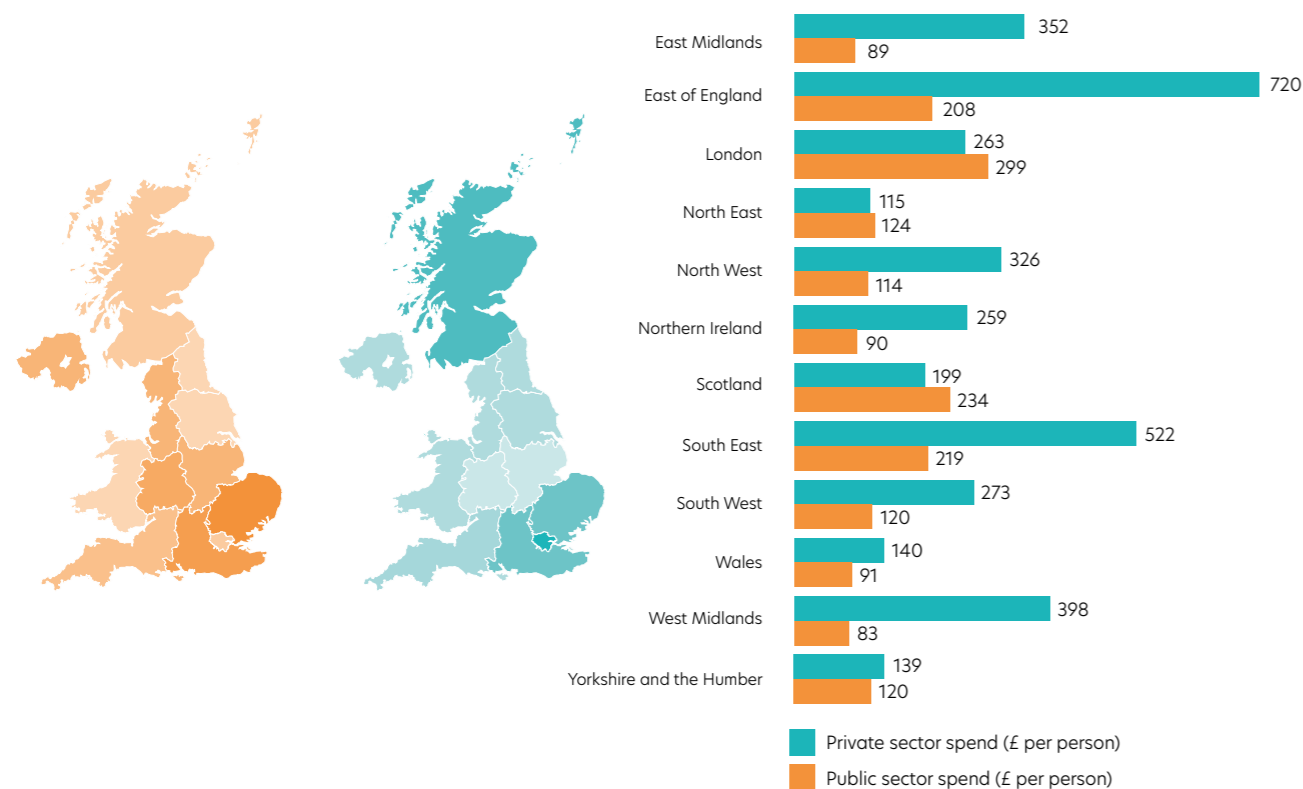 East Midlands
352
89
East of England
720
208
London
263
299
North East
115
124
North West
326
114
Northern Ireland
259
90
Scotland
199
234
South East
522
219
South West
273
120
Wales
140
91
West Midlands
398
83
Yorkshire and the Humber
139
120
Private sector spend (£ per person)
Public sector spend (£ per person)